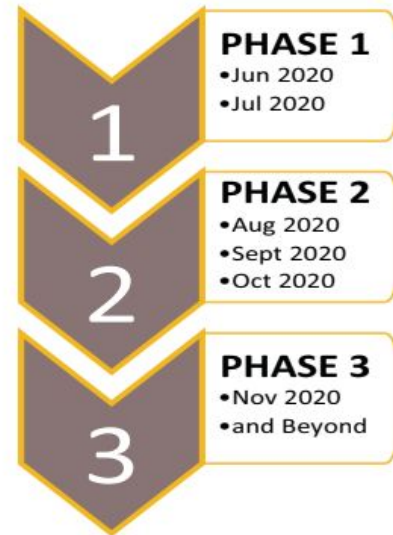 1
PHASE 1
•Jun 2020
•Jul 2020
2
PHASE 2
•Aug 2020
•Sept 2020
•Oct 2020
3
PHASE 3
•Nov 2020
•and Beyond